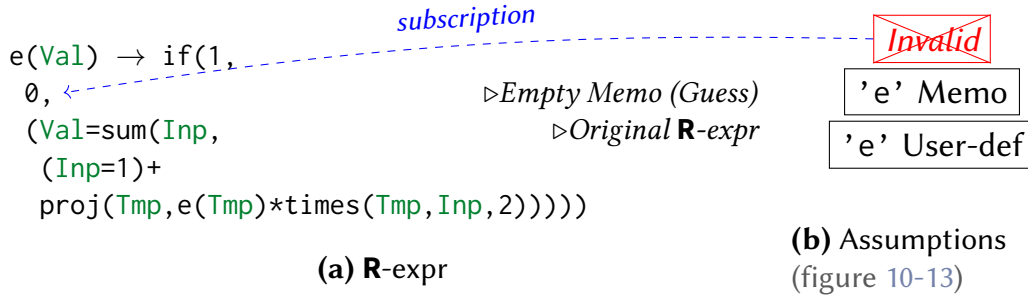 subscription
Invalid
e(Val) → if(1,
0,
▷Empty Memo (Guess)
'e' Memo
(Val=sum(Inp,
▷Original R-expr
'e' User-def
(Inp=1)+
proj(Tmp,e(Tmp)*times(Tmp,Inp,2)))))
(a) R-expr
(b) Assumptions
(figure 10-13)